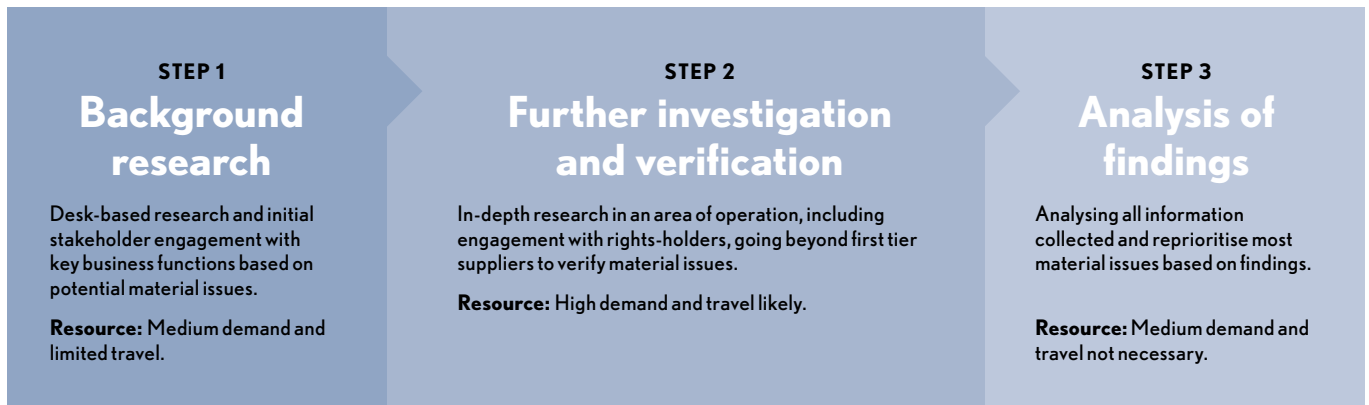 STEP 1
Background
research
Desk-based research and initial
stakeholder engagement with
key business functions based on
potential material issues.
Resource: Medium demand and
limited travel.
STEP 2
Further investigation
and verification
In-depth research in an area of operation, including
engagement with rights-holders, going beyond first tier
suppliers to verify material issues.
Resource: High demand and travel likely.
STEP 3
Analysis of
findings
Analysing all information
collected and reprioritise most
material issues based on findings.
Resource: Medium demand and
travel not necessary.